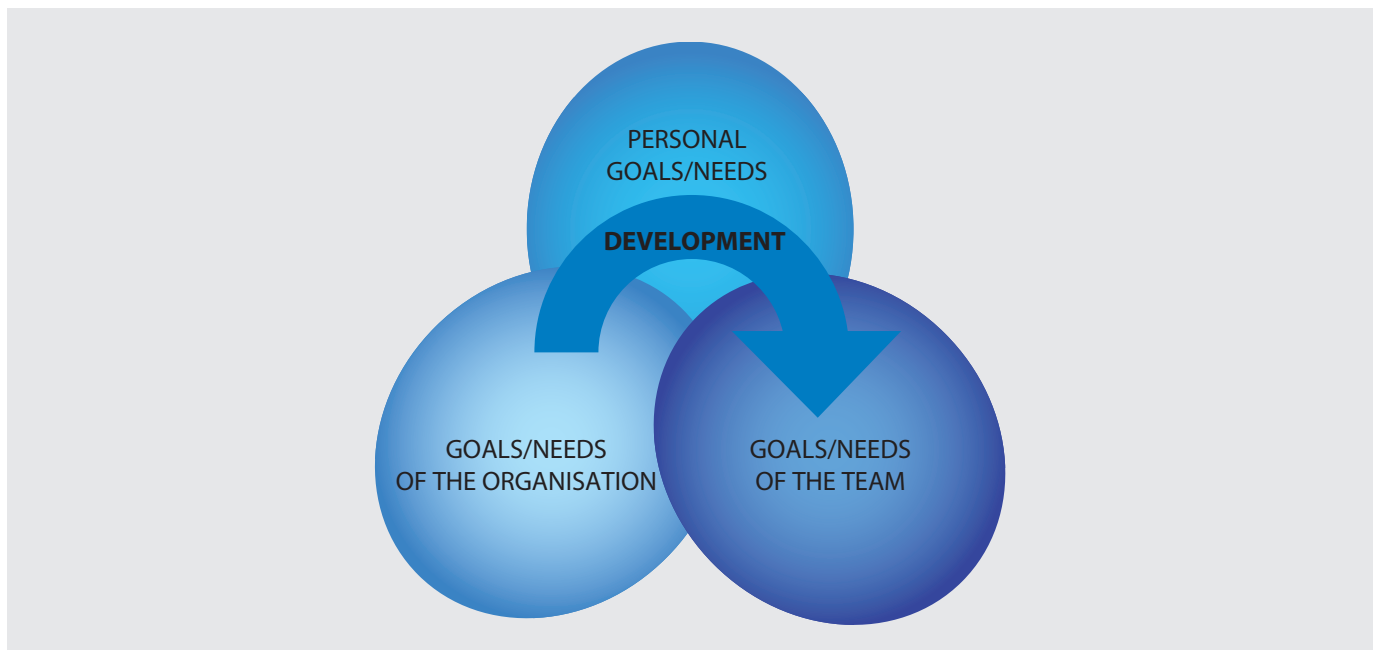 PERSONAL
GOALS/NEEDS
DEVELOPMENT
GOALS/NEEDS
OF THE ORGANISATION
GOALS/NEEDS
OF THE TEAM